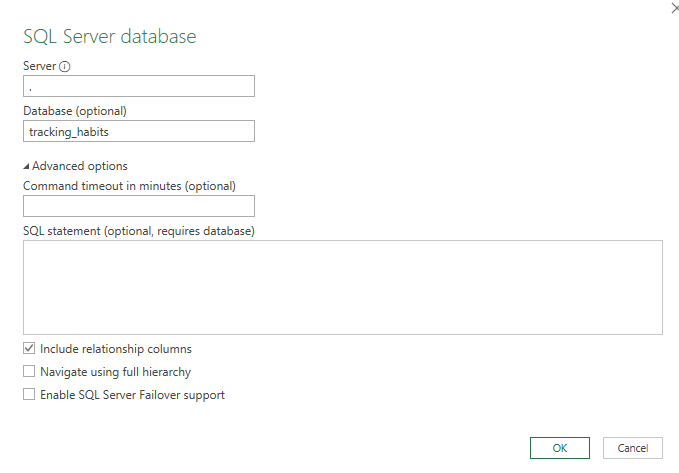 SQL Server database
Server
.
Database (optional)
tracking_habits
Advanced options
Command timeout in minutes (optional)
SQL statement (optional, requires database)
Include relationship columns
Navigate using full hierarchy
Enable SQL Server Failover support
OK Cancel